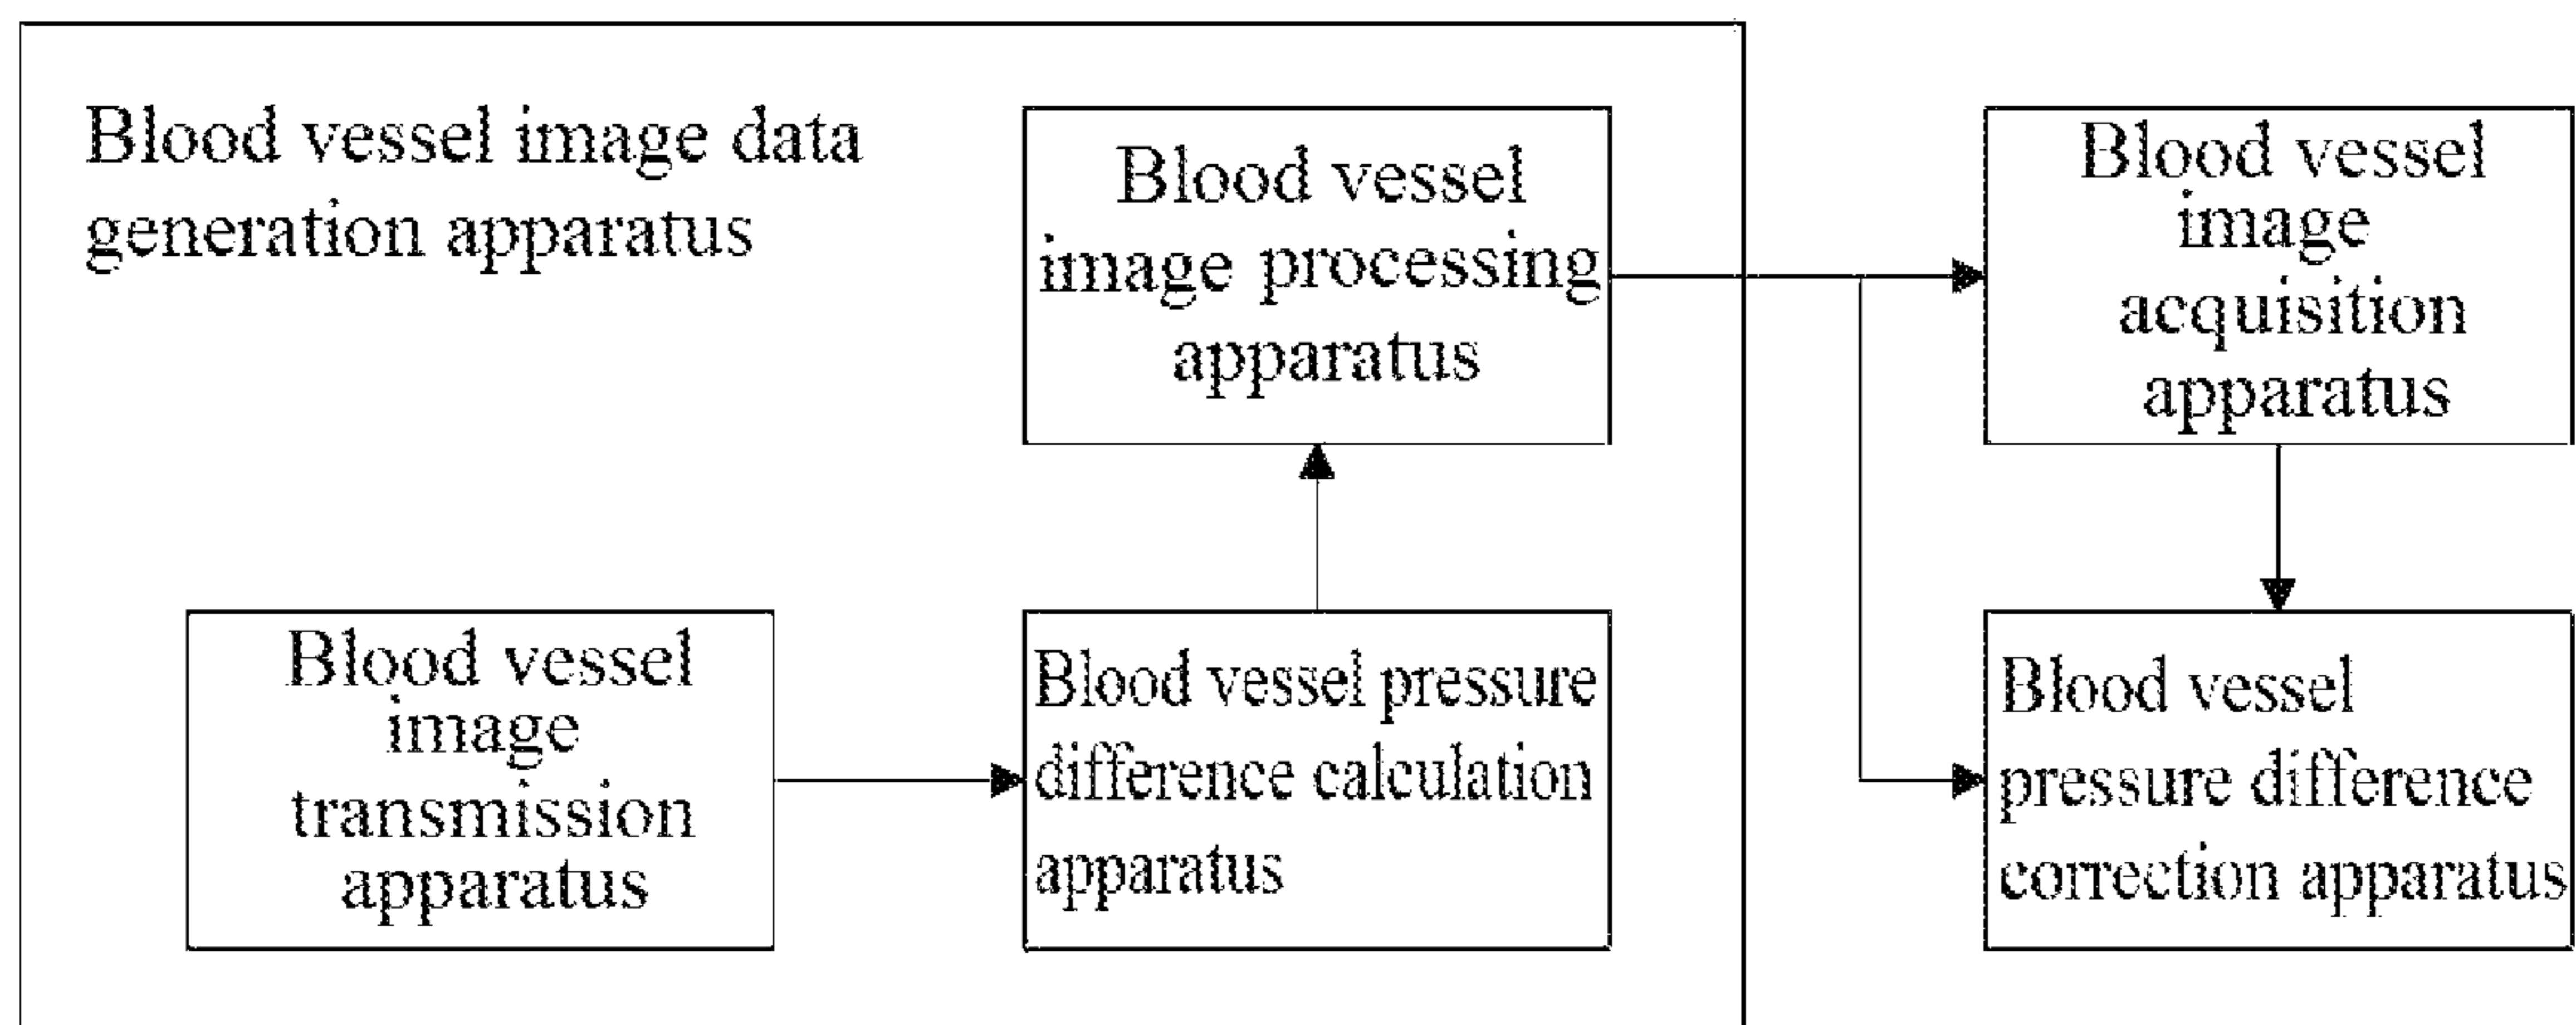 Blood vessel image data
generation apparatus
Blood vessel
image processing
apparatus
Blood vessel
image
acquisition
apparatus
Blood vessel
image
transmission
apparatus
Blood vessel pressure
difference calculation
apparatus
Blood vessel
pressure difference
correction apparatus